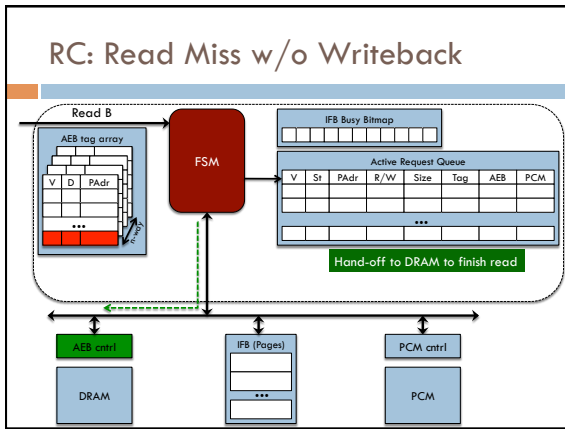 RC: Read Miss w/o Writeback
Read B
AEB tag array
V D PAdr
•••
n-way
FSM
IFB Busy Bitmap
Active Request Queue
V St PAdr R/W Size Tag AEB PCM
•••
Hand-off to DRAM to finish read
AEB cntrl
DRAM
IFB (Pages)
•••
PCM cntrl
PCM